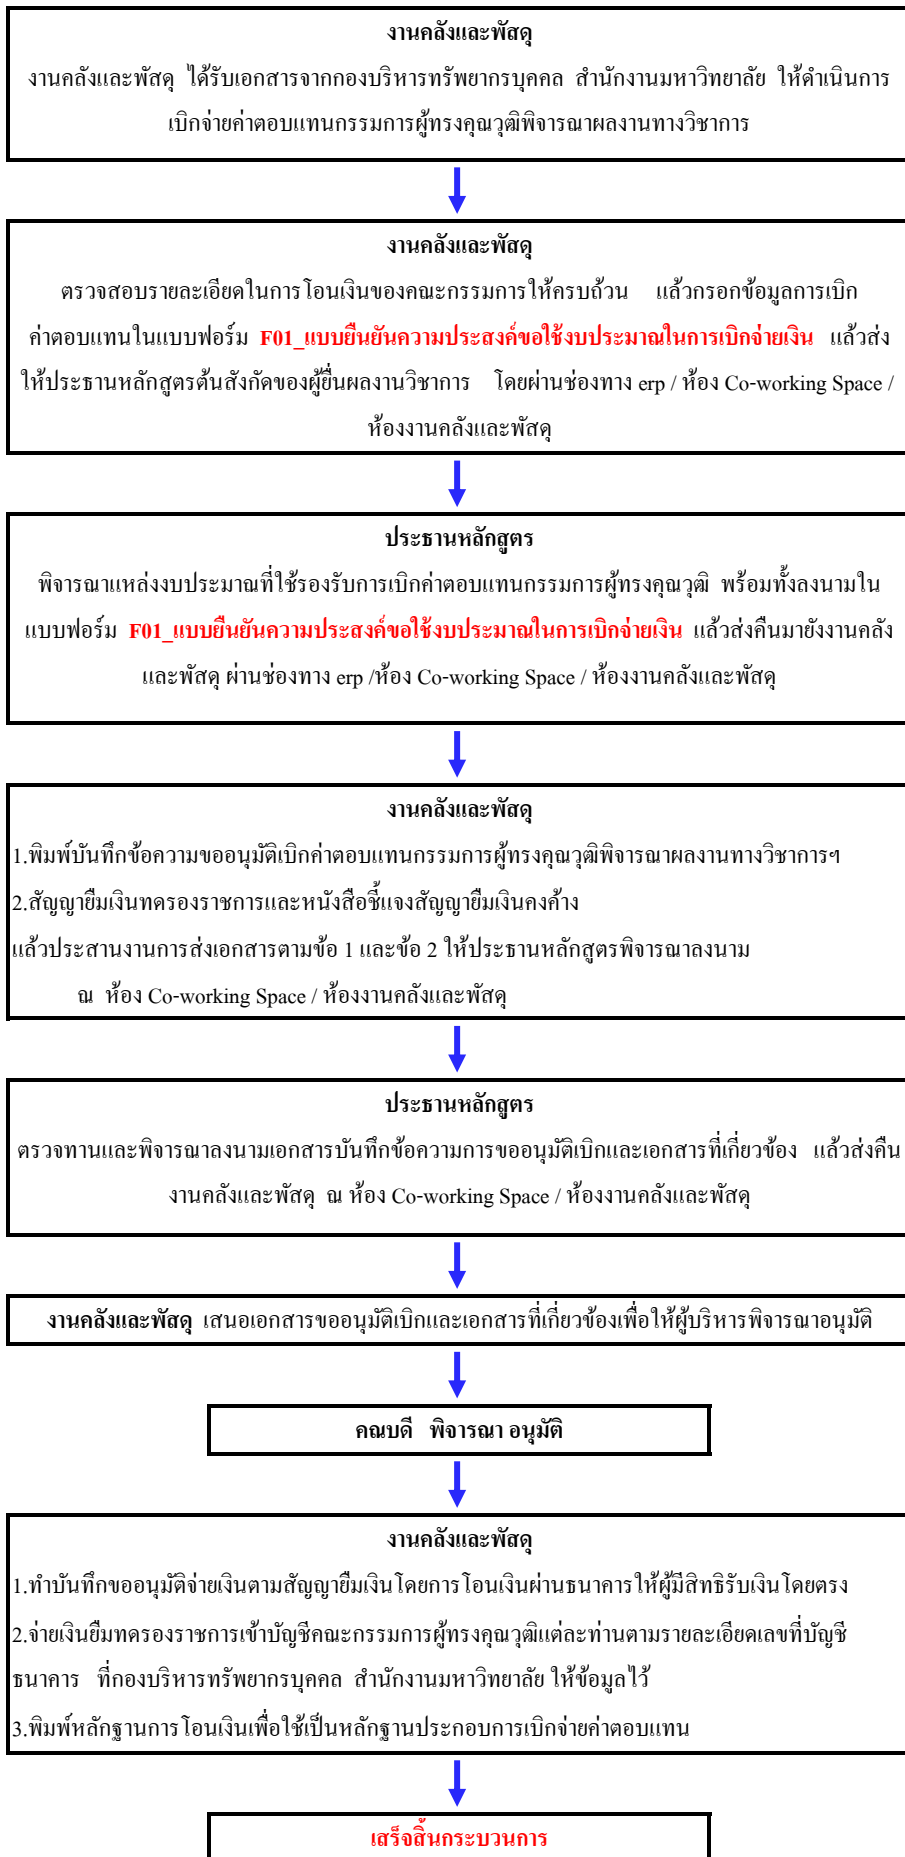 งานคลังและพัสดุ
งานคลังและพัสดุ ได้รับเอกสารจากกองบริหารทรัพยากรบุคคล สำนักงานมหาวิทยาลัย ให้ดำเนินการ
เบิกจ่ายค่าตอบแทนกรรมการผู้ทรงคุณวุฒิพิจารณาผลงานทางวิชาการ
งานคลังและพัสดุ
ตรวจสอบรายละเอียดในการโอนเงินของคณะกรรมการให้ครบถ้วน แล้วกรอกข้อมูลการเบิก
ค่าตอบแทนในแบบฟอร์ม F01_แบบยืนยันความประสงค์ขอใช้งบประมาณในการเบิกจ่ายเงิน แล้วส่ง
ให้ประธานหลักสูตรต้นสังกัดของผู้ยื่นผลงานวิชาการ โดยผ่านช่องทาง erp / ห้อง Co-working Space /
ห้องงานคลังและพัสดุ
ประธานหลักสูตร
พิจารณาแหล่งงบประมาณที่ใช้รองรับการเบิกค่าตอบแทนกรรมการผู้ทรงคุณวุฒิ พร้อมทั้งลงนามใน
แบบฟอร์ม F01_แบบยืนยันความประสงค์ขอใช้งบประมาณในการเบิกจ่ายเงิน แล้วส่งคืนมายังงานคลัง
และพัสดุ ผ่านช่องทาง erp /ห้อง Co-working Space / ห้องงานคลังและพัสดุ
งานคลังและพัสดุ
1.พิมพ์บันทึกข้อความขออนุมัติเบิกค่าตอบแทนกรรมการผู้ทรงคุณวุฒิพิจารณาผลงานทางวิชาการฯ
2.สัญญายืมเงินทดรองราชการและหนังสือชี้แจงสัญญายืมเงินคงค้าง
แล้วประสานงานการส่งเอกสารตามข้อ 1 และข้อ 2 ให้ประธานหลักสูตรพิจารณาลงนาม
ณ ห้อง Co-working Space / ห้องงานคลังและพัสดุ
ประธานหลักสูตร
ตรวจทานและพิจารณาลงนามเอกสารบันทึกข้อความการขออนุมัติเบิกและเอกสารที่เกี่ยวข้อง แล้วส่งคืน
งานคลังและพัสดุ ณ ห้อง Co-working Space / ห้องงานคลังและพัสดุ
งานคลังและพัสดุ เสนอเอกสารขออนุมัติเบิกและเอกสารที่เกี่ยวข้องเพื่อให้ผู้บริหารพิจารณาอนุมัติ
คณบดี พิจารณา อนุมัติ
งานคลังและพัสดุ
1.ทำบันทึกขออนุมัติจ่ายเงินตามสัญญายืมเงินโดยการโอนเงินผ่านธนาคารให้ผู้มีสิทธิรับเงินโดยตรง
2.จ่ายเงินยืมทดรองราชการเข้าบัญชีคณะกรรมการผู้ทรงคุณวุฒิแต่ละท่านตามรายละเอียดเลขที่บัญชี
ธนาคาร ที่กองบริหารทรัพยากรบุคคล สำนักงานมหาวิทยาลัย ให้ข้อมูลไว้
3.พิมพ์หลักฐานการโอนเงินเพื่อใช้เป็นหลักฐานประกอบการเบิกจ่ายค่าตอบแทน
เสร็จสิ้นกระบวนการ